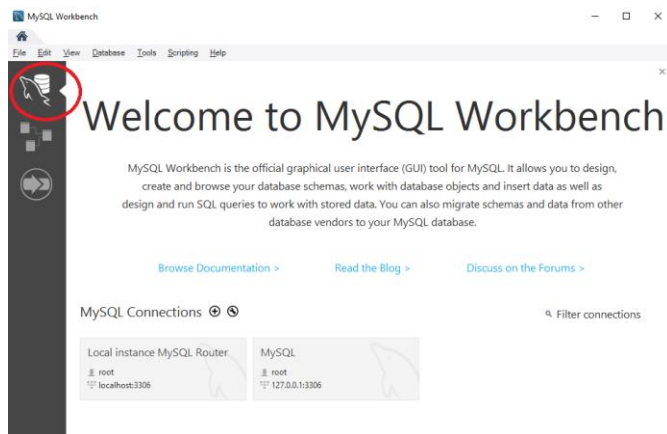 MySQL Workbench
File Edit View Database Tools Scripting Help
Welcome to MySQL Workbench
MySQL Workbench is the official graphical user interface (GUI) tool for MySQL. It allows you to design,
create and browse your database schemas, work with database objects and insert data as well as
design and run SQL queries to work with stored data. You can also migrate schemas and data from other
database vendors to your MySQL database.
Browse Documentation > Read the Blog > Discuss on the Forums >
MySQL Connections Filter connections
Local instance MySQL Router MySQL
root root
localhost:3306 127.0.0.1:3306